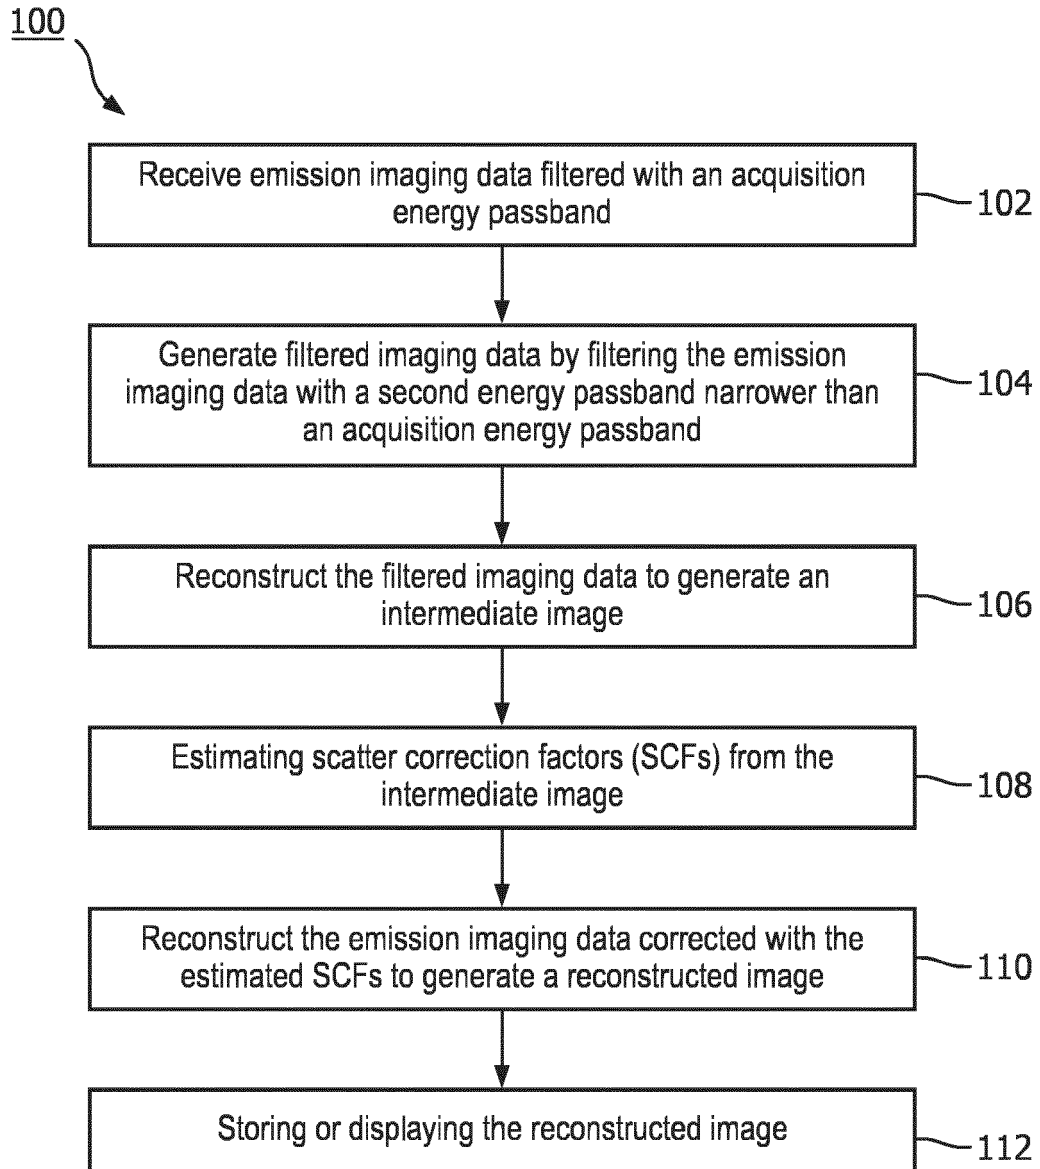 100
Receive emission imaging data filtered with an acquisition
energy passband
102
Generate filtered imaging data by filtering the emission
imaging data with a second energy passband narrower than
an acquisition energy passband
104
Reconstruct the filtered imaging data to generate an
intermediate image
106
Estimating scatter correction factors (SCFs) from the
intermediate image
108
Reconstruct the emission imaging data corrected with the
estimated SCFs to generate a reconstructed image
110
Storing or displaying the reconstructed image
112